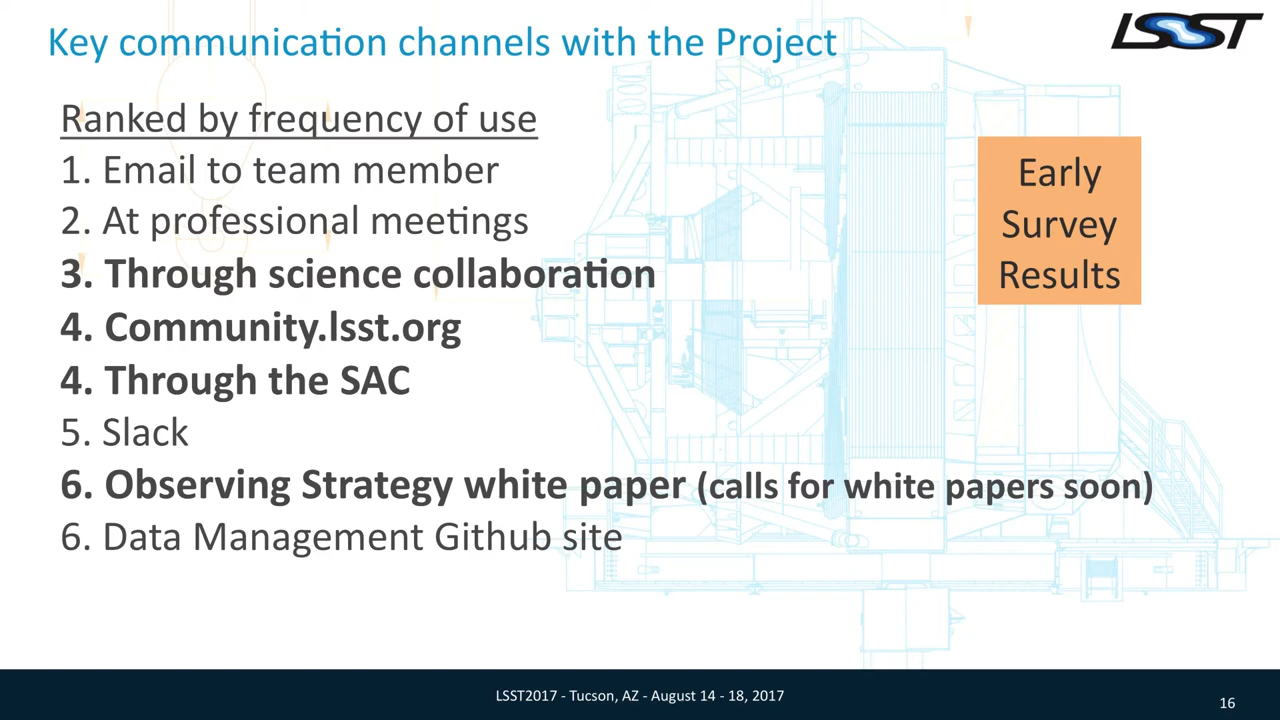 Key communication channels with the Project
LSST
Ranked by frequency of use
1. Email to team member
2. At professional meetings
3. Through science collaboration
4. Community.lsst.org
4. Through the SAC
5. Slack
6. Observing Strategy white paper (calls for white papers soon)
6. Data Management Github site
Early
Survey
Results
LSST2017 - Tucson, AZ - August 14 - 18, 2017
16